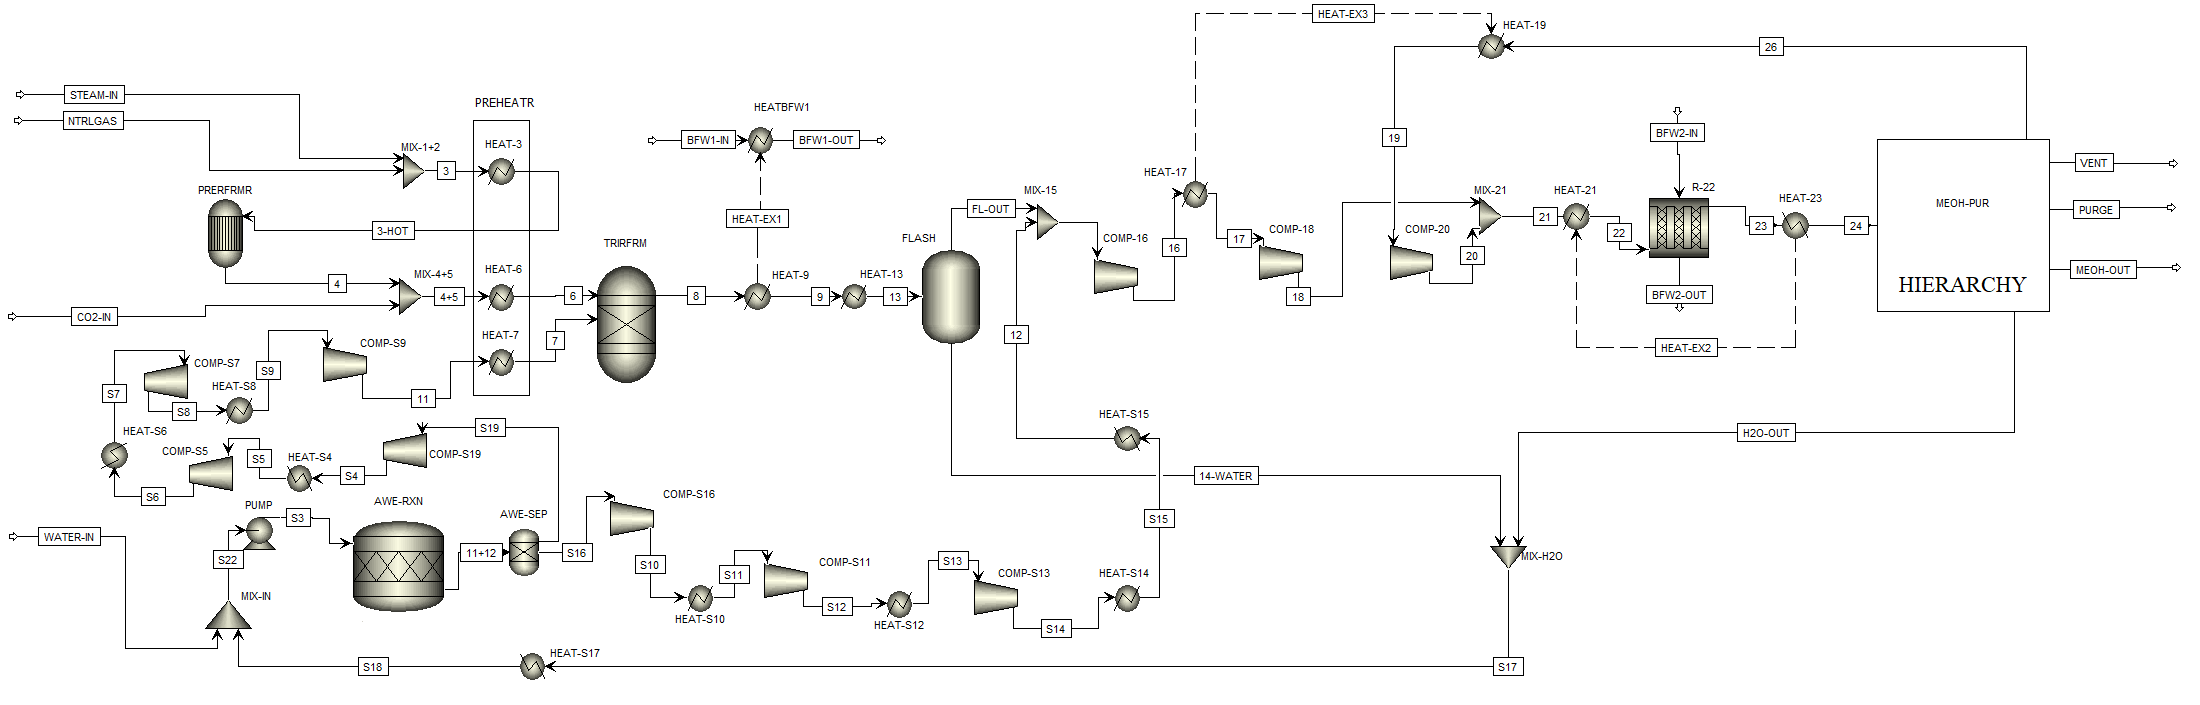 HEAT-EX3
HEAT-19
26
STEAM-IN
NTRLGAS
PREHEATR
HEATBFW1
BFW1-IN
BFW1-OUT
19
BFW2-IN
MIX-1+2
3
HEAT-3
VENT
PRERFRMR
3-HOT
HEAT-EX1
HEAT-17
MIX-15
FL-OUT
MIX-21
HEAT-21
R-22
HEAT-23
MEOH-PUR
PURGE
FLASH
TRIRFRM
COMP-16
16
17
COMP-18
COMP-20
21
22
23
24
20
4
MIX-4+5
4+5
HEAT-6
6
8
HEAT-9
9
HEAT-13
13
18
BFW2-OUT
HIERARCHY
MEOH-OUT
CO2-IN
HEAT-7
7
12
HEAT-EX2
COMP-S7
S7
S8
HEAT-S8
S9
COMP-S9
11
HEAT-S6
COMP-S5
S5
HEAT-S4
S4
COMP-S19
S19
HEAT-S15
H2O-OUT
S6
14-WATER
PUMP
S3
AWE-RXN
AWE-SEP
COMP-S16
S15
WATER-IN
S22
11+12
S16
S10
S11
COMP-S11
S13
COMP-S13
HEAT-S14
MIX-H2O
MIX-IN
HEAT-S10
S12
HEAT-S12
S14
S18
HEAT-S17
S17